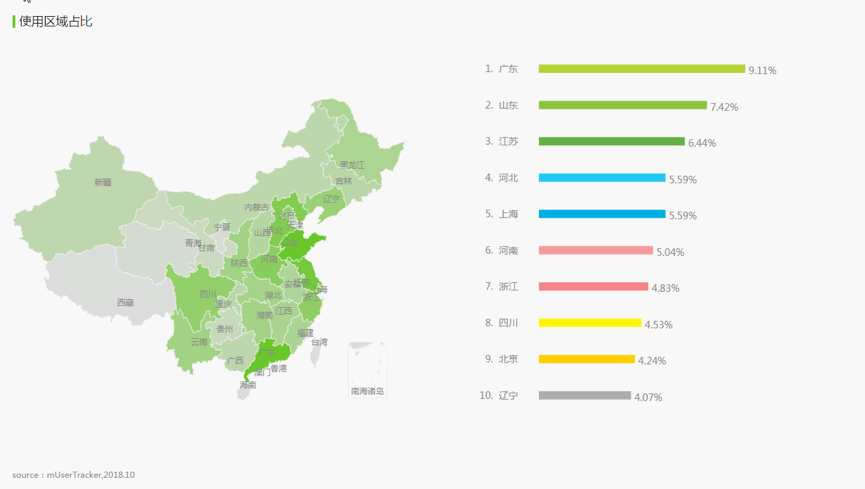 使用区域占比
黑龙江
吉林
新疆
辽宁
内蒙古
北京
天津
宁夏
山西
河北
山东
青海
甘肃
陕西
河南
安徽
江苏
上海
四川
湖北
浙江
西藏
重庆
湖南
江西
贵州
福建
云南
台湾
广西
广东
香港
澳门
海南
南海诸岛
1. 广东 9.11%
2. 山东 7.42%
3. 江苏 6.44%
4. 河北 5.59%
5. 上海 5.59%
6. 河南 5.04%
7. 浙江 4.83%
8. 四川 4.53%
9. 北京 4.24%
10. 辽宁 4.07%
source：mUserTracker,2018.10